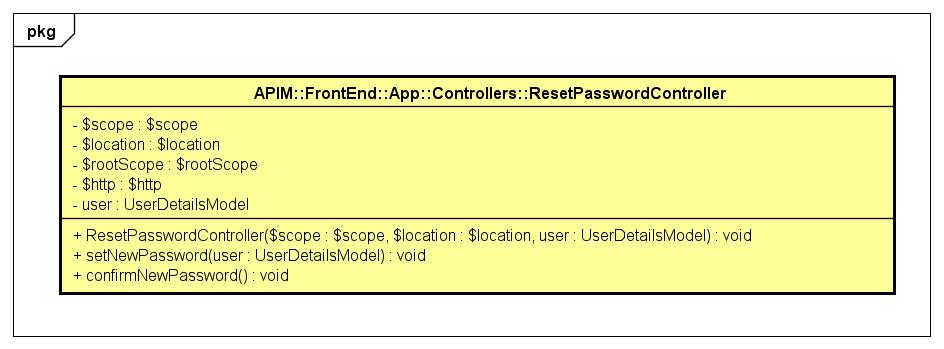 pkg
APIM::FrontEnd::App::Controllers::ResetPasswordController
- $scope : $scope
- $location : $location
- $rootScope : $rootScope
- $http : $http
- user : UserDetailsModel
+ ResetPasswordController($scope : $scope, $location : $location, user : UserDetailsModel) : void
+ setNewPassword(user : UserDetailsModel) : void
+ confirmNewPassword() : void